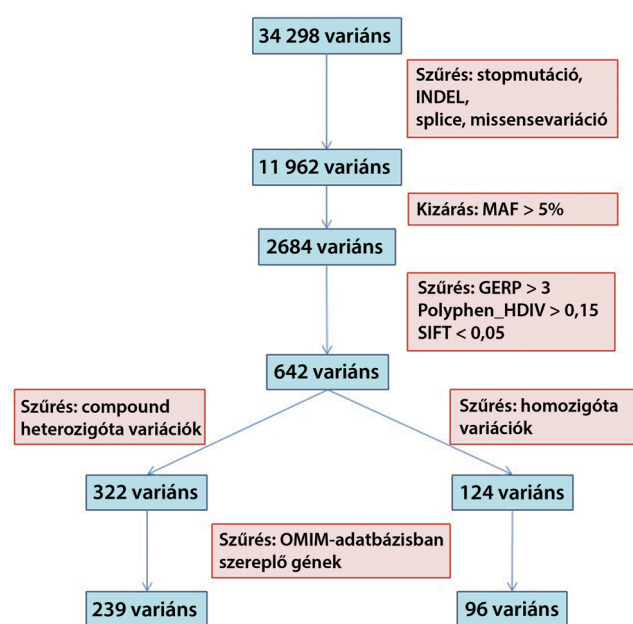 34 298 variáns
Szűrés: stopmutáció,
INDEL,
splice, missensevariáció
11 962 variáns
Kizárás: MAF > 5%
2684 variáns
Szűrés: GERP > 3
Polyphen_HDIV > 0,15
SIFT < 0,05
642 variáns
Szűrés: compound
heterozigóta variációk
Szűrés: homozigóta
variációk
322 variáns
124 variáns
Szűrés: OMIM-adatbázisban
szereplő gének
239 variáns
96 variáns